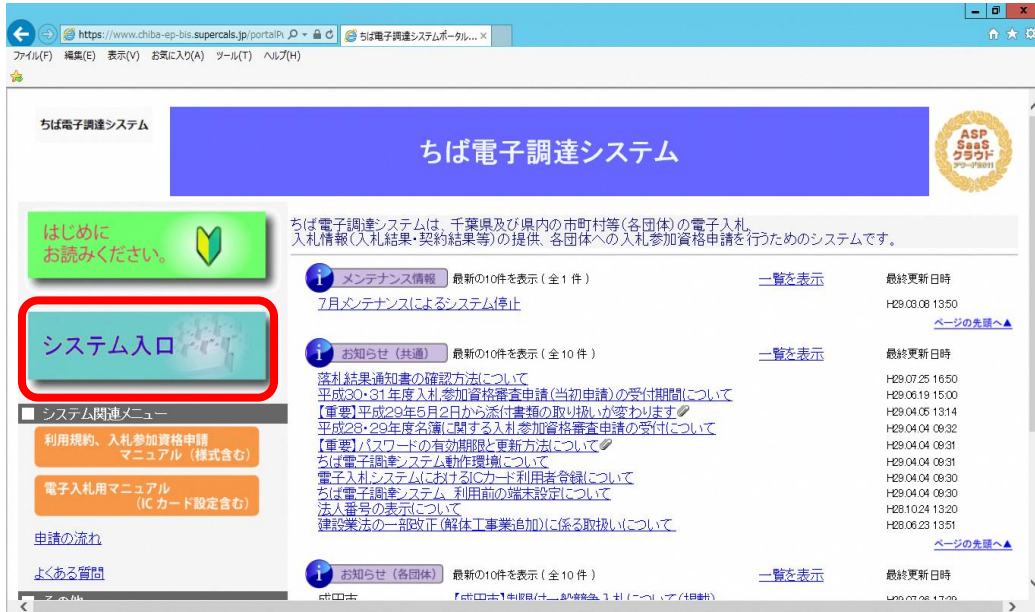 https://www.chiba-ep-bis.supercals.jp/portalP
ちば電子調達システムポータル...
ファイル(F) 編集(E) 表示(V) お気に入り(A) ツール(T) ヘルプ(H)
ちば電子調達システム
ちば電子調達システム
ASP
SaaS
クラウド
はじめに
お読みください。
ちば電子調達システムは、千葉県及び県内の市町村等(各団体)の電子入札、
入札情報(入札結果・契約結果等)の提供、各団体への入札参加資格申請を行うためのシステムです。
メンテナンス情報 最新の10件を表示(全1件) 一覧を表示 最終更新日時
7月メンテナンスによるシステム停止 H29.03.08 13:50
ページの先頭へ▲
システム入口
お知らせ（共通） 最新の10件を表示(全10件) 一覧を表示 最終更新日時
落札結果通知書の確認方法について H29.07.25 16:50
平成30・31年度入札参加資格審査申請(当初申請)の受付期間について H29.06.19 15:00
【重要】平成29年5月2日から添付書類の取り扱いが変わります H29.04.05 13:14
平成28・29年度名簿に関する入札参加資格審査申請の受付について H29.04.04 09:32
【重要】パスワードの有効期限と更新方法について H29.04.04 09:31
ちば電子調達システム動作環境について H29.04.04 09:31
電子入札システムにおけるICカード利用者登録について H29.04.04 09:30
ちば電子調達システム 利用前の端末設定について H29.04.04 09:30
法人番号の表示について H28.10.24 13:20
建設業法の一部改正(解体工事業追加)に係る取扱いについて H28.06.23 13:51
ページの先頭へ▲
システム関連メニュー
利用規約、入札参加資格申請
マニュアル（様式含む）
電子入札用マニュアル
（ICカード設定含む）
申請の流れ
よくある質問
お知らせ（各団体） 最新の10件を表示(全10件) 一覧を表示 最終更新日時
その他
成田市 【成田市】制限付一般競争入札について(掲載) H29.07.26 17:29